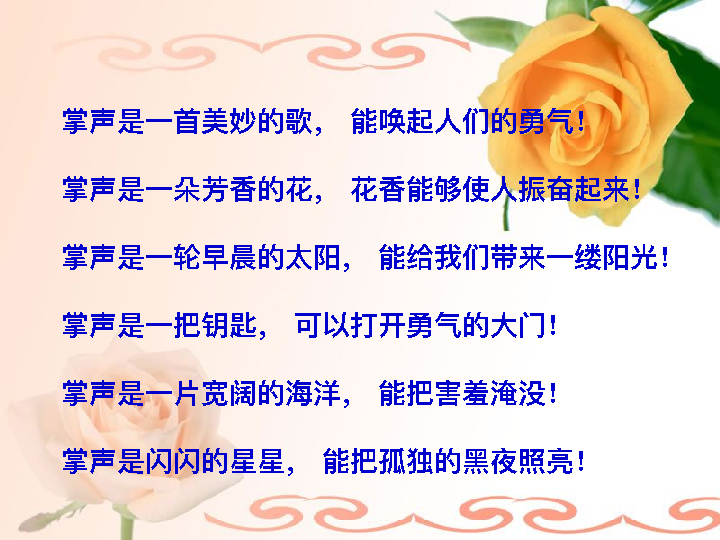 掌声是一首美妙的歌， 能唤起人们的勇气！
掌声是一朵芳香的花， 花香能够使人振奋起来！
掌声是一轮早晨的太阳， 能给我们带来一缕阳光！
掌声是一把钥匙， 可以打开勇气的大门！
掌声是一片宽阔的海洋， 能把害羞淹没！
掌声是闪闪的星星， 能把孤独的黑夜照亮！